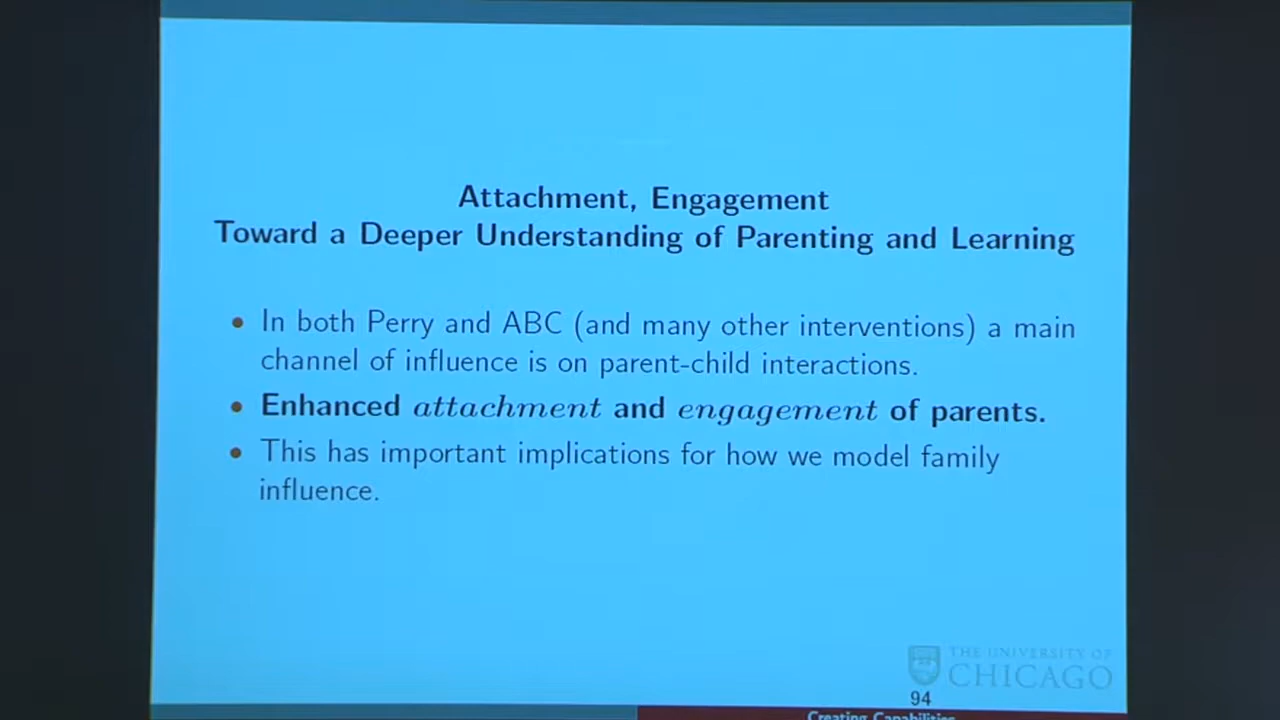 Attachment, Engagement
Toward a Deeper Understanding of Parenting and Learning
• In both Perry and ABC (and many other interventions) a main
channel of influence is on parent-child interactions.
• Enhanced attachment and engagement of parents.
• This has important implications for how we model family
influence.
THE UNIVERSITY OF
CHICAGO
94
Creating Capabilities